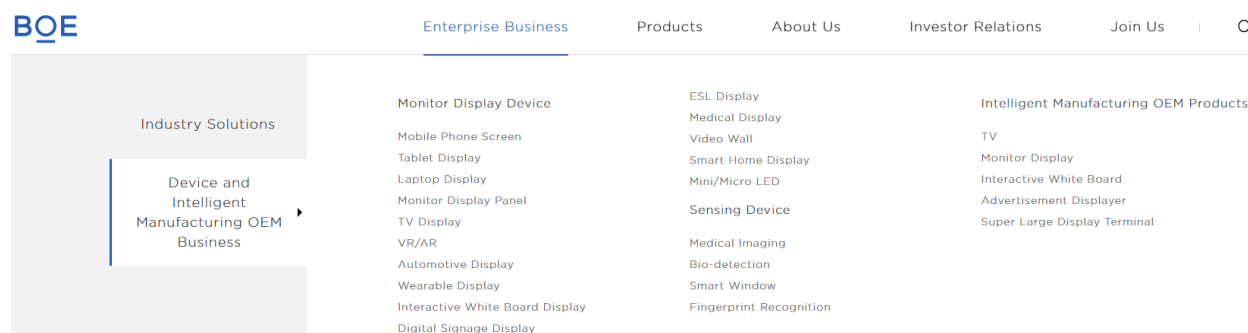 BOE
Enterprise Business
Products
About Us
Investor Relations
Join Us
Industry Solutions
Device and
Intelligent
Manufacturing OEM
Business
Monitor Display Device
Mobile Phone Screen
Tablet Display
Laptop Display
Monitor Display Panel
TV Display
VR/AR
Automotive Display
Wearable Display
Interactive White Board Display
Digital Signage Display
ESL Display
Medical Display
Video Wall
Smart Home Display
Mini/Micro LED
Sensing Device
Medical Imaging
Bio-detection
Smart Window
Fingerprint Recognition
Intelligent Manufacturing OEM Products
TV
Monitor Display
Interactive White Board
Advertisement Displayer
Super Large Display Terminal